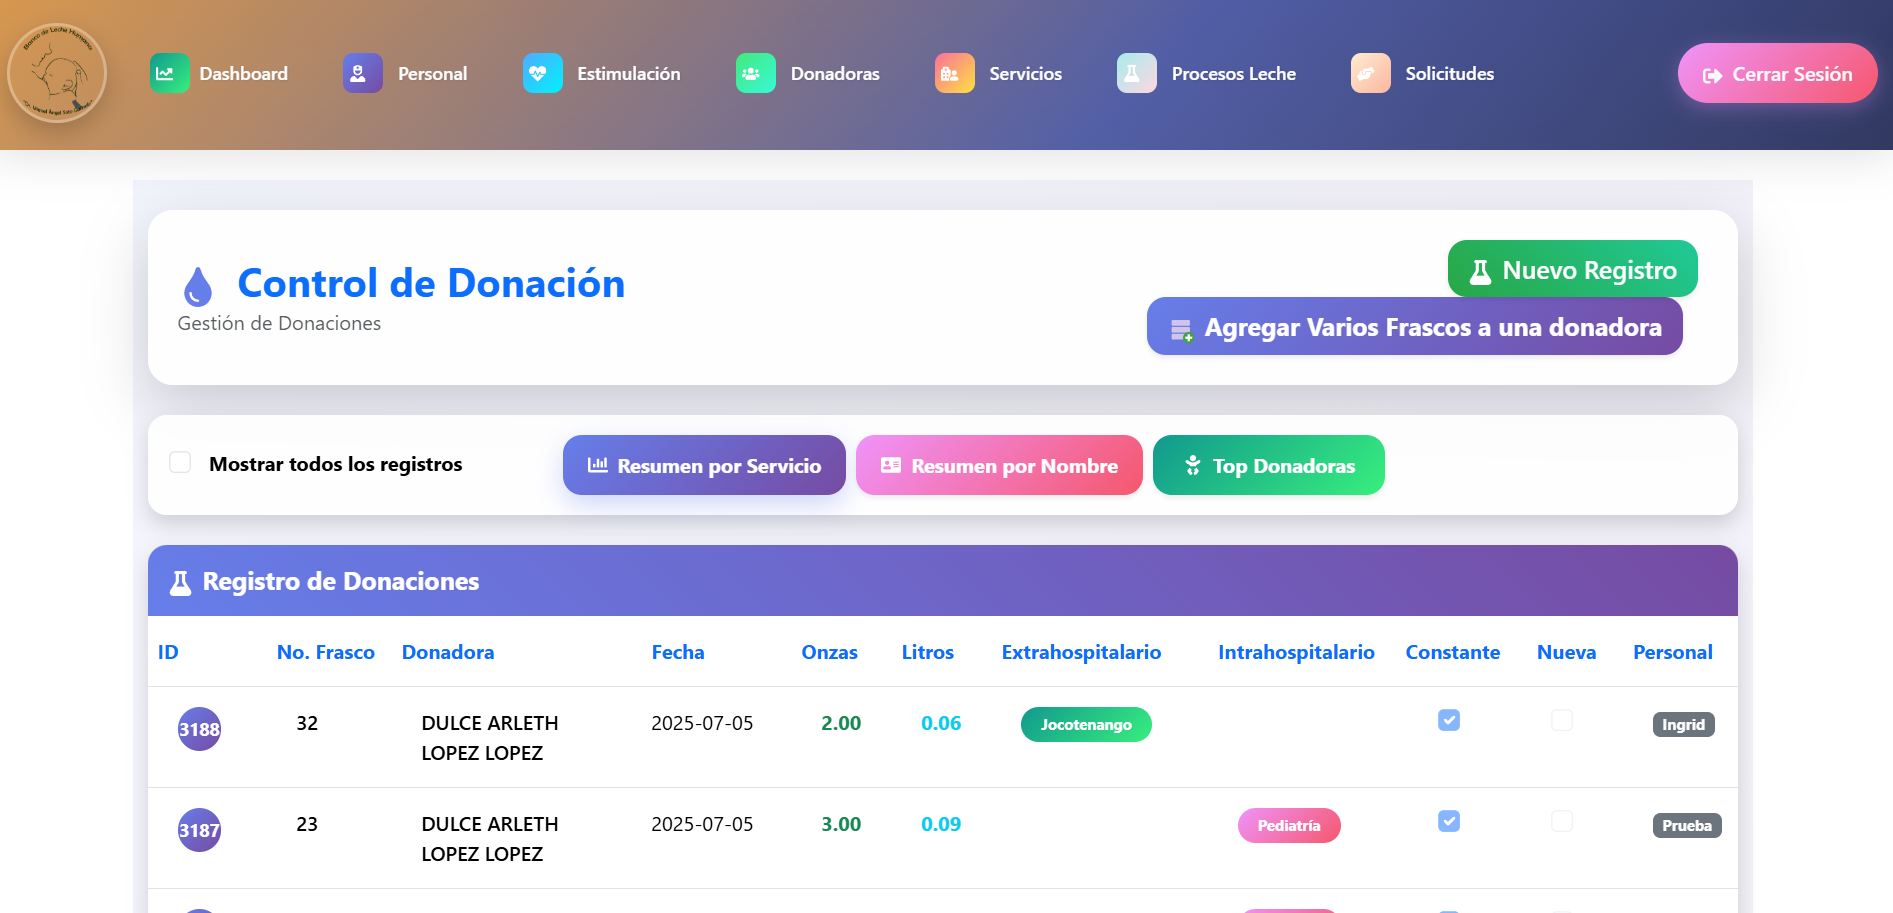 Banco de Leche Humana
Dashboard
Personal
Estimulación
Donadoras
Servicios
Procesos Leche
Solicitudes
Cerrar Sesión
Control de Donación
Gestión de Donaciones
Nuevo Registro
Agregar Varios Frascos a una donadora
Mostrar todos los registros
Resumen por Servicio
Resumen por Nombre
Top Donadoras
Registro de Donaciones
ID No. Frasco Donadora Fecha Onzas Litros Extrahospitalario Intrahospitalario Constante Nueva Personal
3188 32 DULCE ARLETH 2025-07-05 2.00 0.06 Jocotenango Ingrid
LOPEZ LOPEZ
3187 23 DULCE ARLETH 2025-07-05 3.00 0.09 Pediatría Prueba
LOPEZ LOPEZ